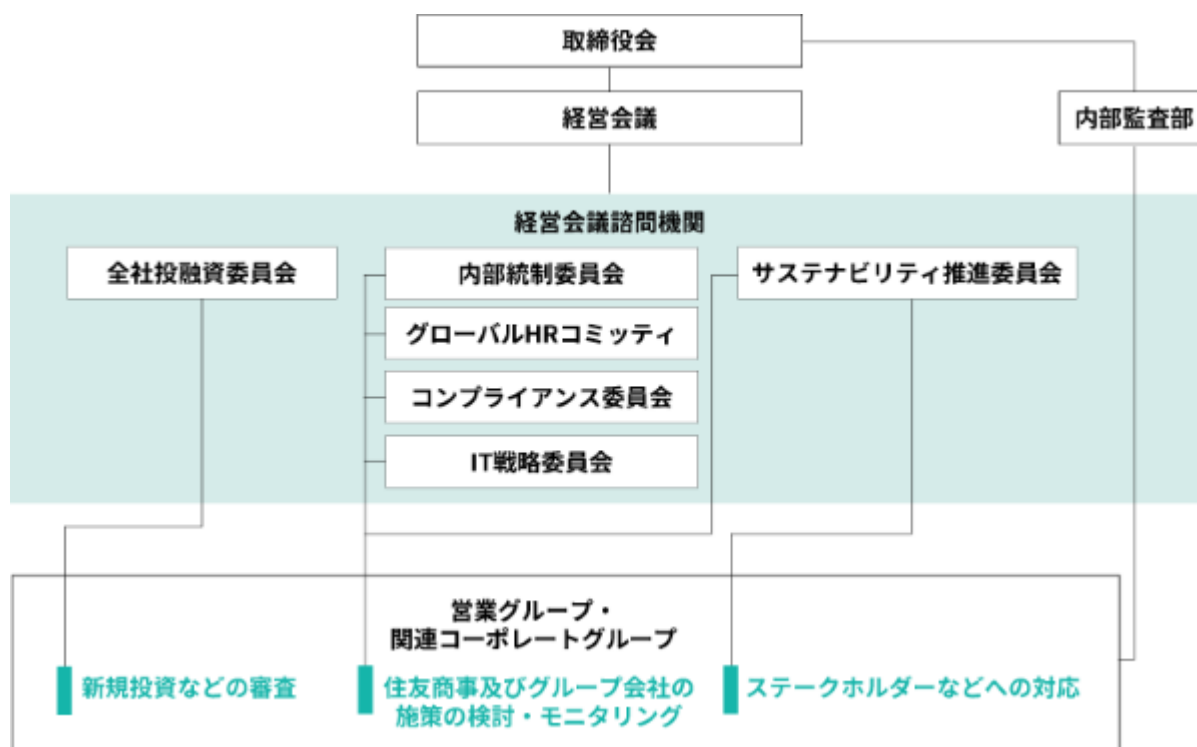 取締役会
経営会議
内部監査部
経営会議諮問機関
全社投融資委員会
内部統制委員会
サステナビリティ推進委員会
グローバルHRコミッティ
コンプライアンス委員会
IT戦略委員会
営業グループ・
関連コーポレートグループ
新規投資などの審査
住友商事及びグループ会社の
施策の検討・モニタリング
ステークホルダーなどへの対応